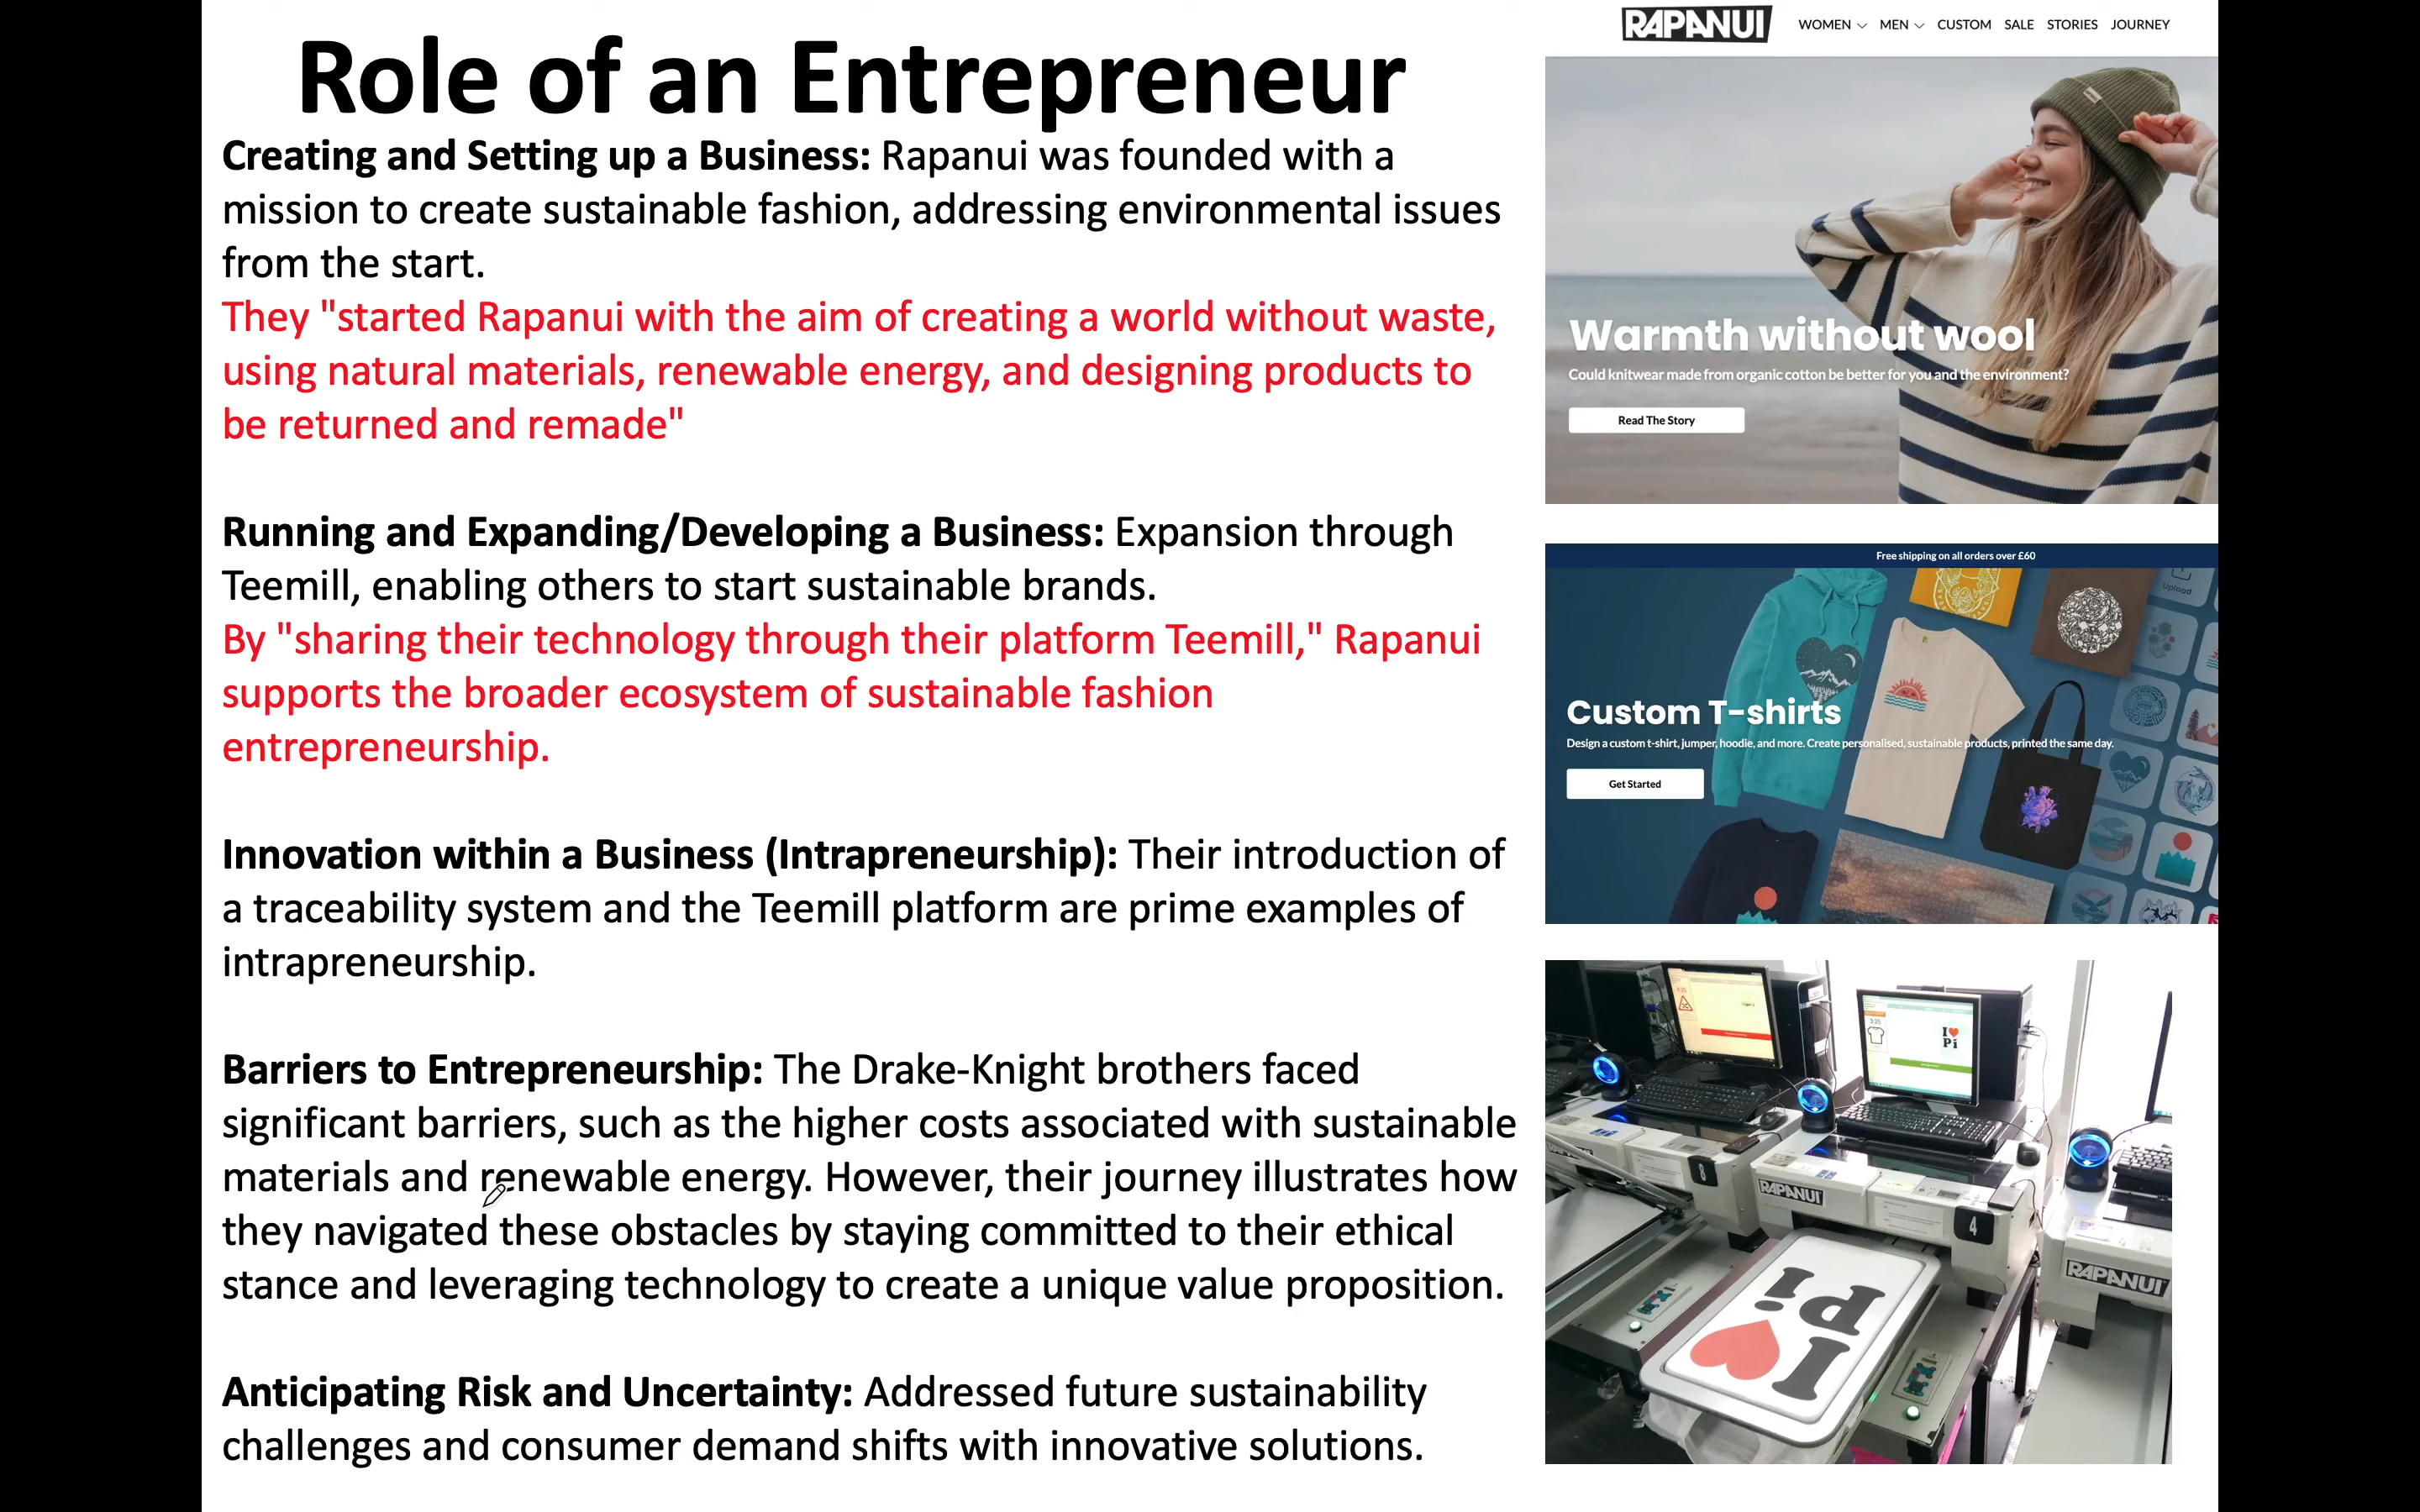 Role of an Entrepreneur
Creating and Setting up a Business: Rapanui was founded with a
mission to create sustainable fashion, addressing environmental issues
from the start.
They "started Rapanui with the aim of creating a world without waste,
using natural materials, renewable energy, and designing products to
be returned and remade"
Running and Expanding/Developing a Business: Expansion through
Teemill, enabling others to start sustainable brands.
By "sharing their technology through their platform Teemill," Rapanui
supports the broader ecosystem of sustainable fashion
entrepreneurship.
Innovation within a Business (Intrapreneurship): Their introduction of
a traceability system and the Teemill platform are prime examples of
intrapreneurship.
Barriers to Entrepreneurship: The Drake-Knight brothers faced
significant barriers, such as the higher costs associated with sustainable
materials and renewable energy. However, their journey illustrates how
they navigated these obstacles by staying committed to their ethical
stance and leveraging technology to create a unique value proposition.
Anticipating Risk and Uncertainty: Addressed future sustainability
challenges and consumer demand shifts with innovative solutions.
RAPANUI WOMEN MEN CUSTOM SALE STORIES JOURNEY
Warmth without wool
Could knitwear made from organic cotton be better for you and the environment?
Read The Story
Free shipping on all orders over £60
Upload
Custom T-shirts
Design a custom t-shirt, jumper, hoodie, and more. Create personalised, sustainable products, printed the same day.
Get Started
9:35
I
Pi
8
RAPANUI
4
RAPANUI
I
Pi